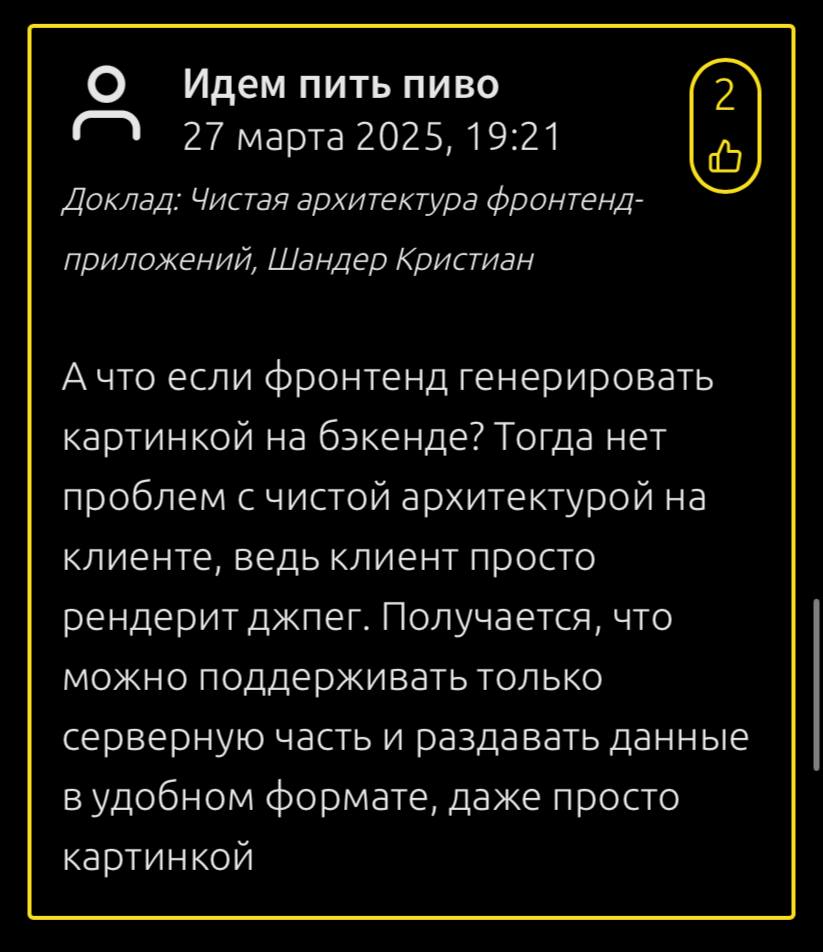 Идем пить пиво
27 марта 2025, 19:21
2
Доклад: Чистая архитектура фронтенд-
приложений, Шандер Кристиан
А что если фронтенд генерировать
картинкой на бэкенде? Тогда нет
проблем с чистой архитектурой на
клиенте, ведь клиент просто
рендерит джпег. Получается, что
можно поддерживать только
серверную часть и раздавать данные
в удобном формате, даже просто
картинкой